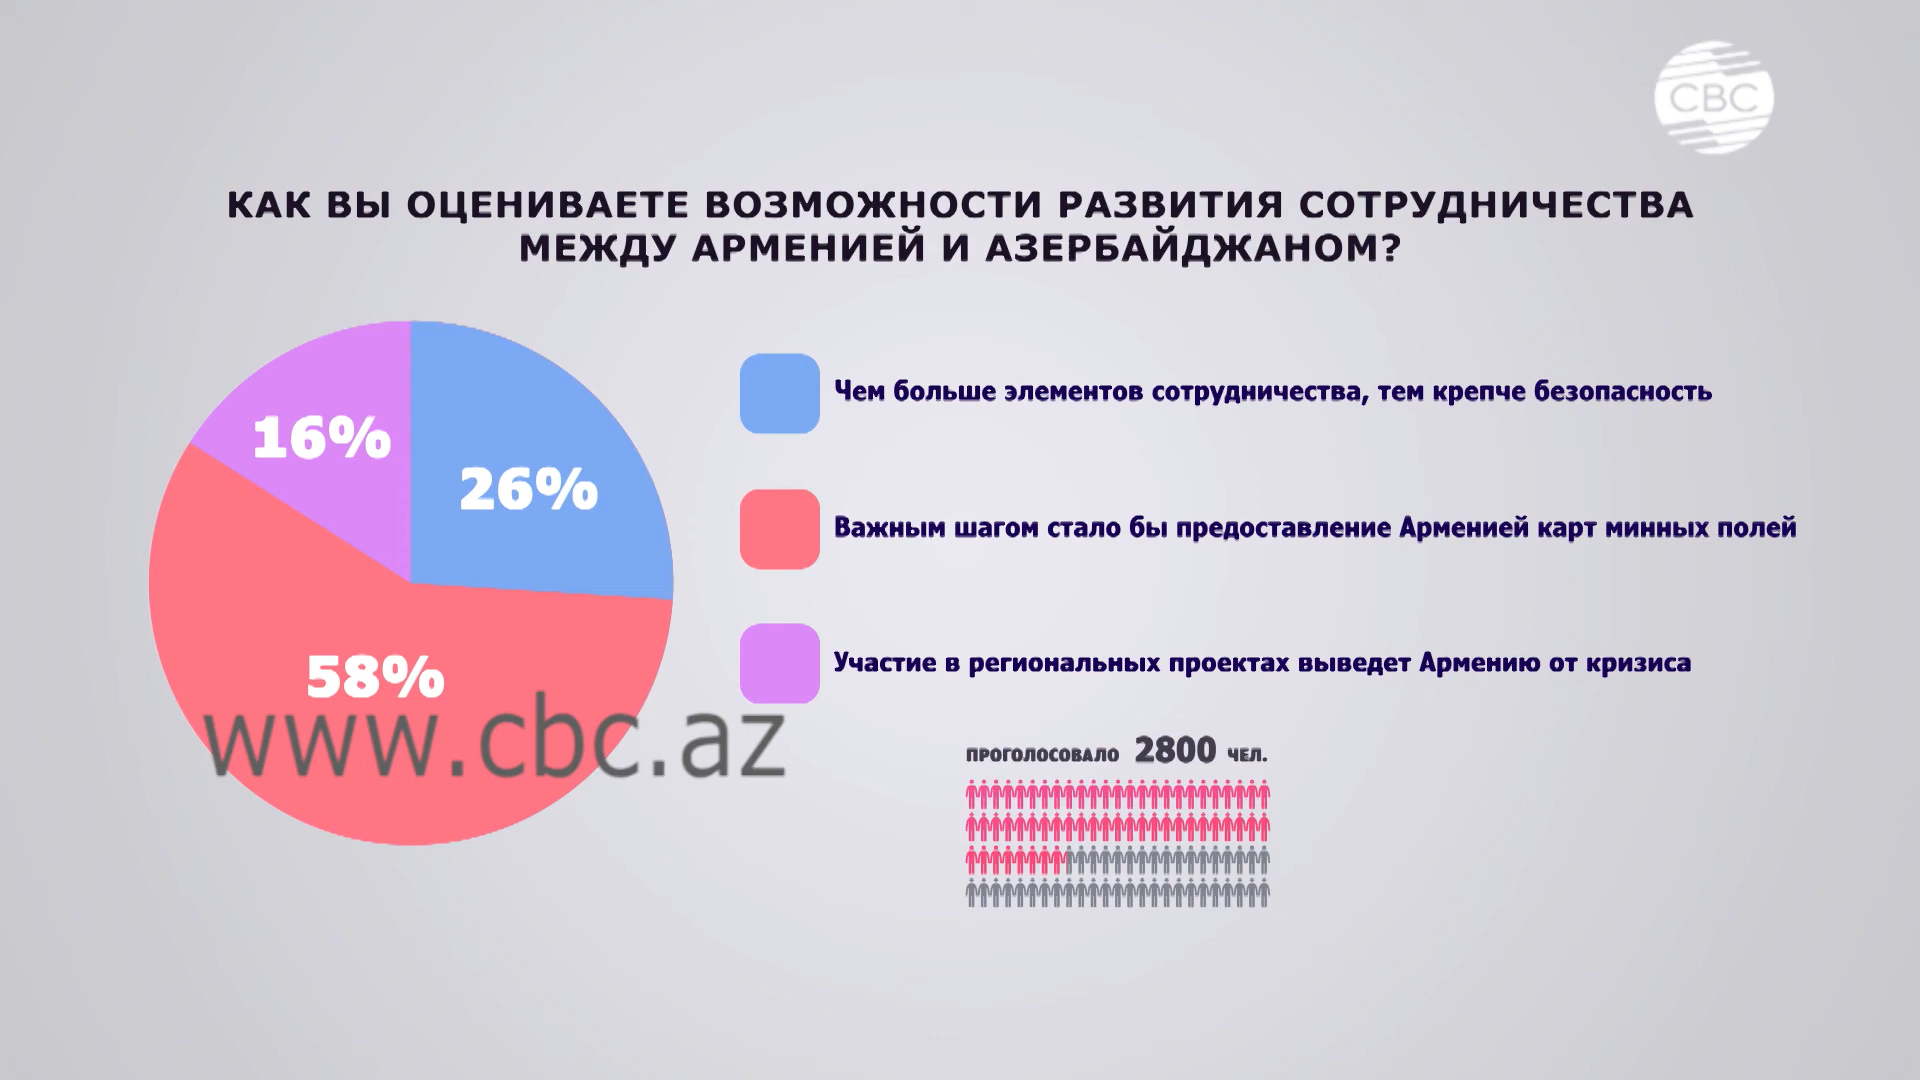 CBC
КАК ВЫ ОЦЕНИВАЕТЕ ВОЗМОЖНОСТИ РАЗВИТИЯ СОТРУДНИЧЕСТВА
МЕЖДУ АРМЕНИЕЙ И АЗЕРБАЙДЖАНОМ?
16%
26%
58%
www.cbc.az
Чем больше элементов сотрудничества, тем крепче безопасность
Важным шагом стало бы предоставление Арменией карт минных полей
Участие в региональных проектах выведет Армению от кризиса
ПРОГОЛОСОВАЛО 2800 ЧЕЛ.